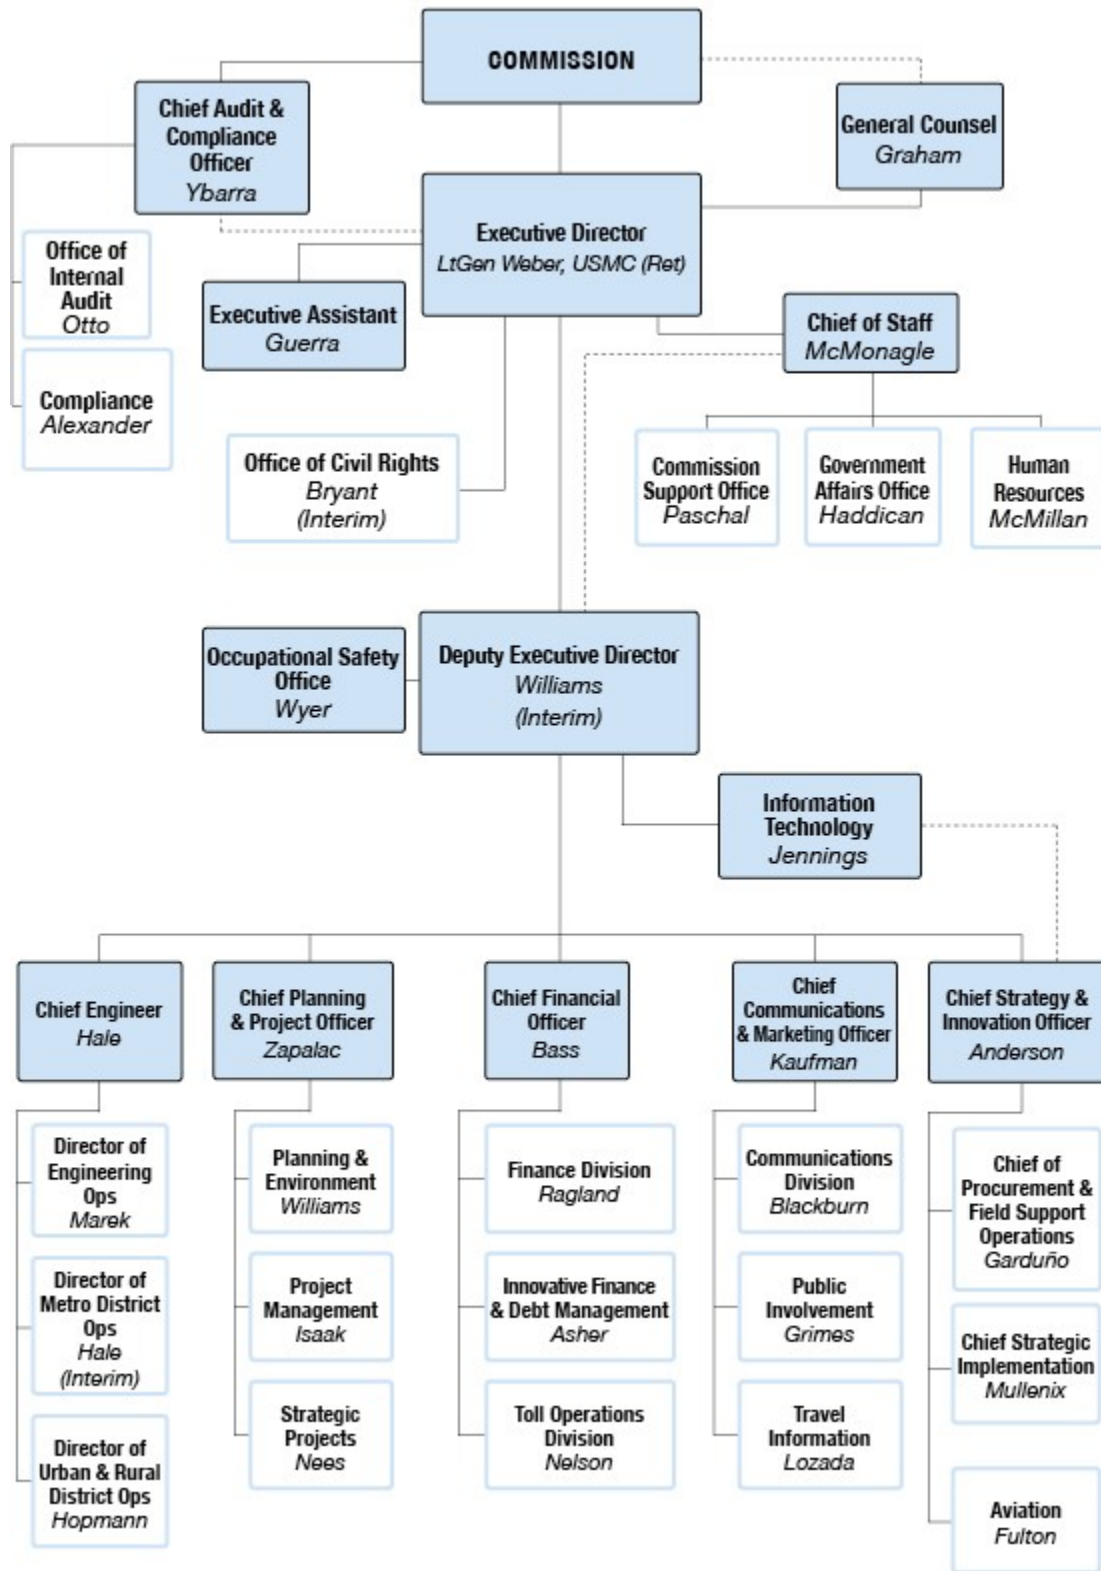 COMMISSION
Chief Audit &
Compliance
Officer
Ybarra
General Counsel
Graham
Executive Director
LtGen Weber, USMC (Ret)
Office of
Internal
Audit
Otto
Executive Assistant
Guerra
Chief of Staff
McMonagle
Compliance
Alexander
Office of Civil Rights
Bryant
(Interim)
Commission
Support Office
Paschal
Government
Affairs Office
Haddican
Human
Resources
McMillan
Occupational Safety
Office
Wyer
Deputy Executive Director
Williams
(Interim)
Information
Technology
Jennings
Chief Engineer
Hale
Chief Planning
& Project Officer
Zapalac
Chief Financial
Officer
Bass
Chief
Communications
& Marketing Officer
Kaufman
Chief Strategy &
Innovation Officer
Anderson
Director of
Engineering
Ops
Marek
Director of
Metro District
Ops
Hale
(Interim)
Director of
Urban & Rural
District Ops
Hopmann
Planning &
Environment
Williams
Project
Management
Isaak
Strategic
Projects
Nees
Finance Division
Ragland
Innovative Finance
& Debt Management
Asher
Toll Operations
Division
Nelson
Communications
Division
Blackburn
Public
Involvement
Grimes
Travel
Information
Lozada
Chief of
Procurement &
Field Support
Operations
Garduño
Chief Strategic
Implementation
Mullenix
Aviation
Fulton